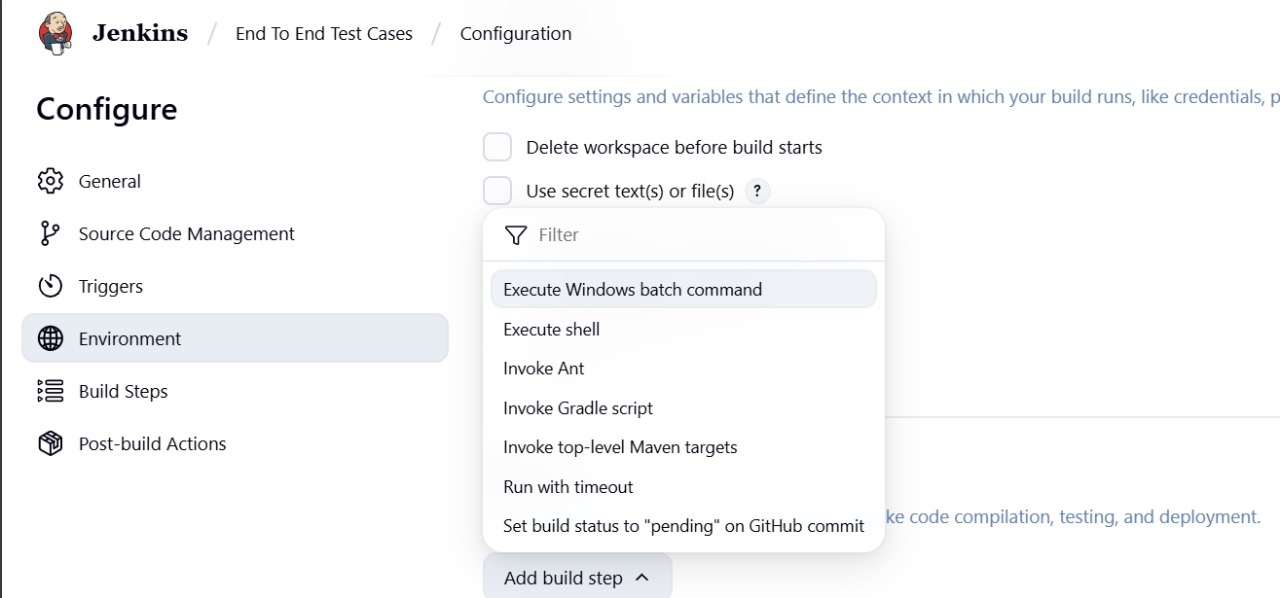 Jenkins / End To End Test Cases / Configuration
Configure
General
Source Code Management
Triggers
Environment
Build Steps
Post-build Actions
Configure settings and variables that define the context in which your build runs, like credentials, p
Delete workspace before build starts
Use secret text(s) or file(s) ?
Filter
Execute Windows batch command
Execute shell
Invoke Ant
Invoke Gradle script
Invoke top-level Maven targets
Run with timeout
Set build status to "pending" on GitHub commit
ke code compilation, testing, and deployment.
Add build step